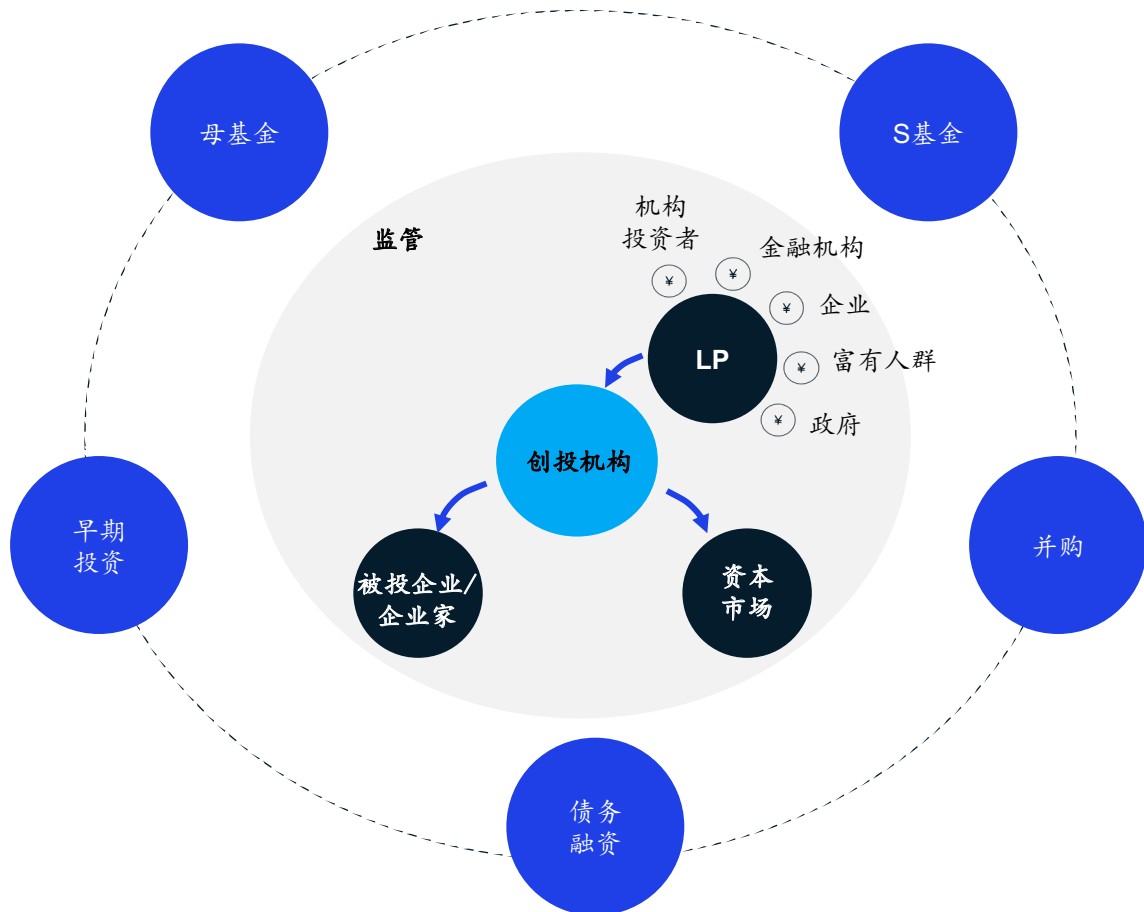 母基金
S基金
机构
投资者
监管
金融机构
¥
¥
¥
企业
LP
¥
富有人群
¥
政府
创投机构
早期
投资
并购
被投企业/
企业家
资本
市场
债务
融资